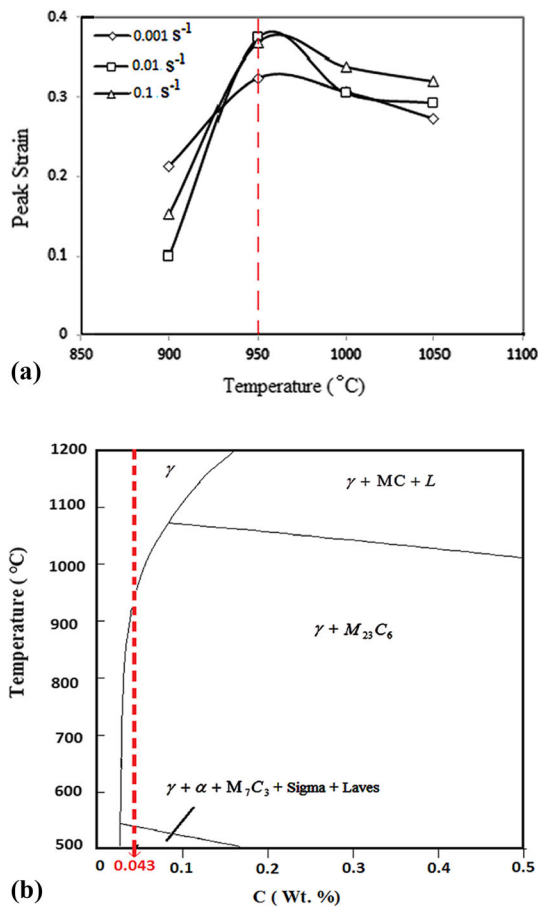 0.4
0.3
0.2
0.1
0
Peak Strain
0.001 S⁻¹
0.01 S⁻¹
0.1 S⁻¹
850 900 950 1000 1050 1100
Temperature (°C)
(a)
1200
1100
1000
900
800
700
600
500
Temperature (°C)
γ
γ + MC + L
γ + M₂₃C₆
γ + α + M₇C₃ + Sigma + Laves
0 0.043 0.1 0.2 0.3 0.4 0.5
C ( Wt. %)
(b)